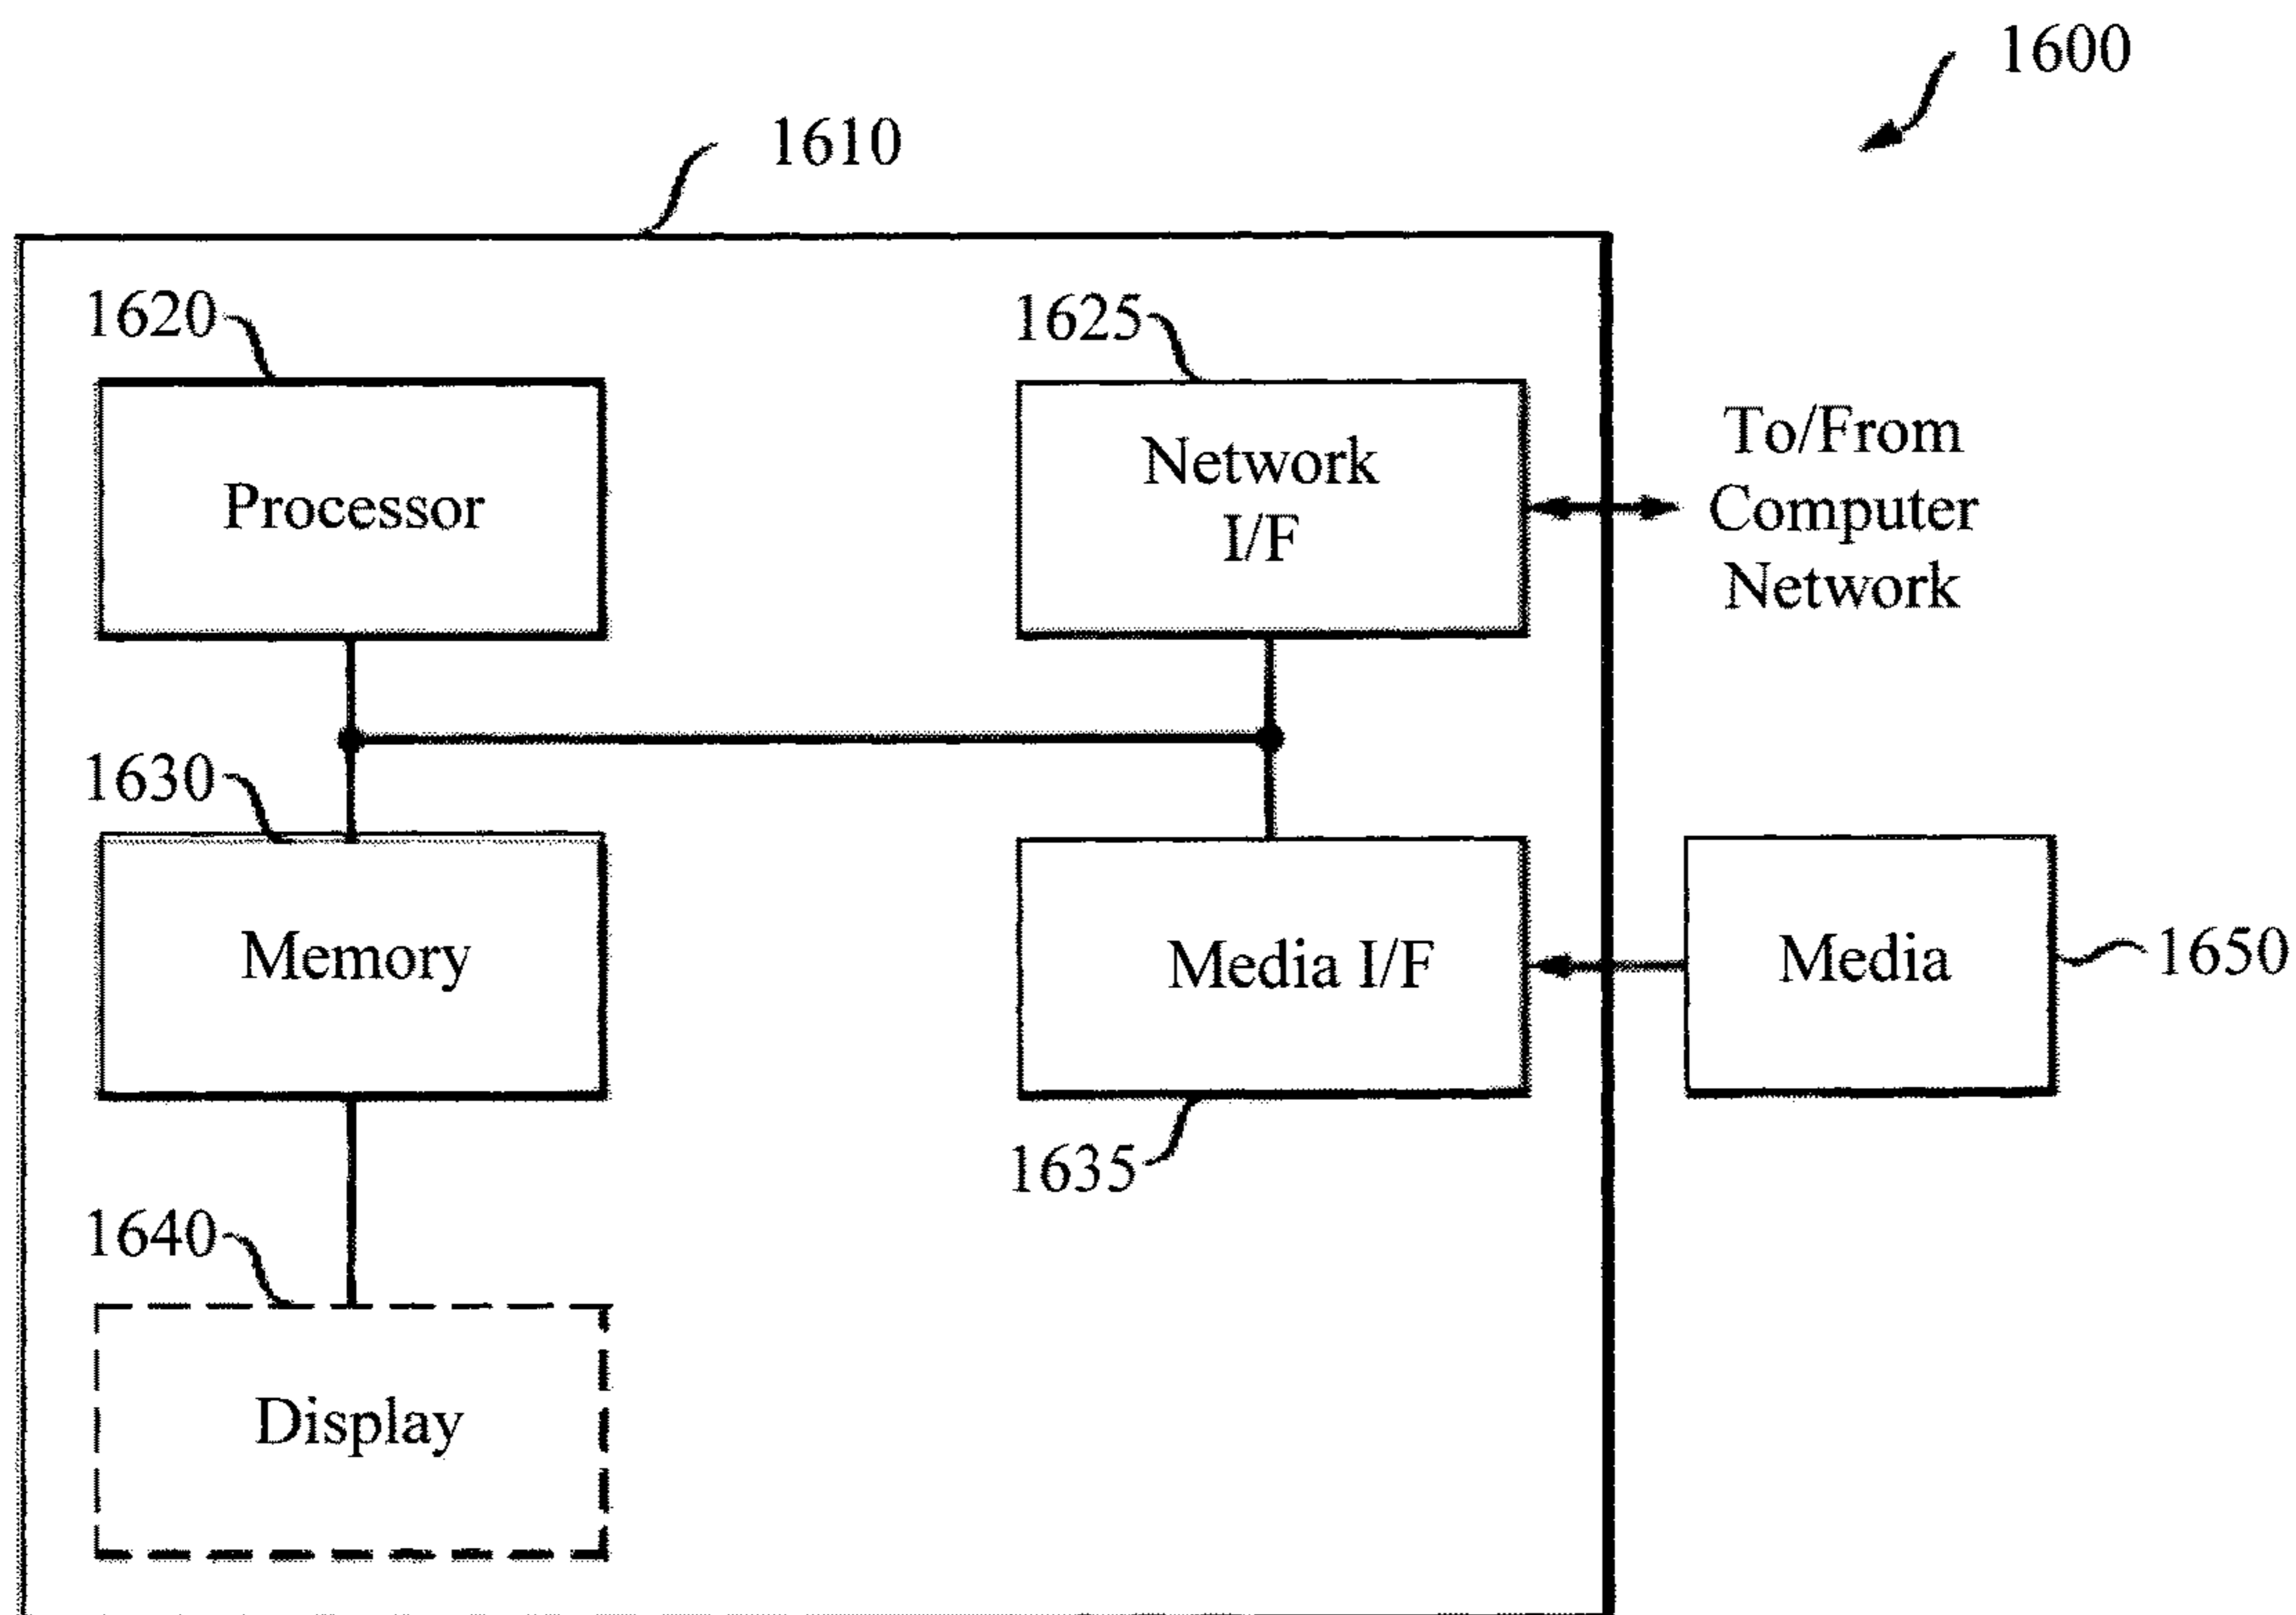 1600
1610
1620
1625
Processor
Network
I/F
To/From
Computer
Network
1630
Memory
Media I/F
Media
1650
1635
1640
Display